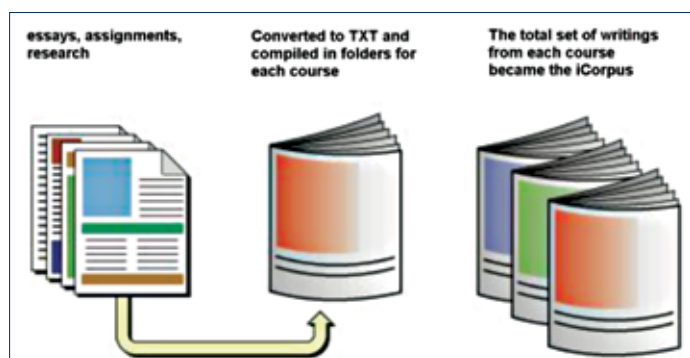 essays, assignments,
research
Converted to TXT and
compiled in folders for
each course
The total set of writings
from each course
became the iCorpus